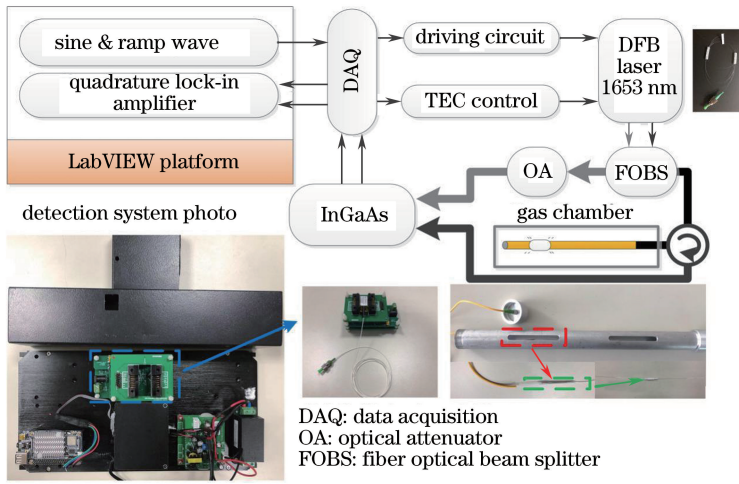 sine & ramp wave
quadrature lock-in
amplifier
LabVIEW platform
DAQ
driving circuit
TEC control
DFB
laser
1653 nm
OA
FOBS
InGaAs
gas chamber
detection system photo
DAQ: data acquisition
OA: optical attenuator
FOBS: fiber optical beam splitter